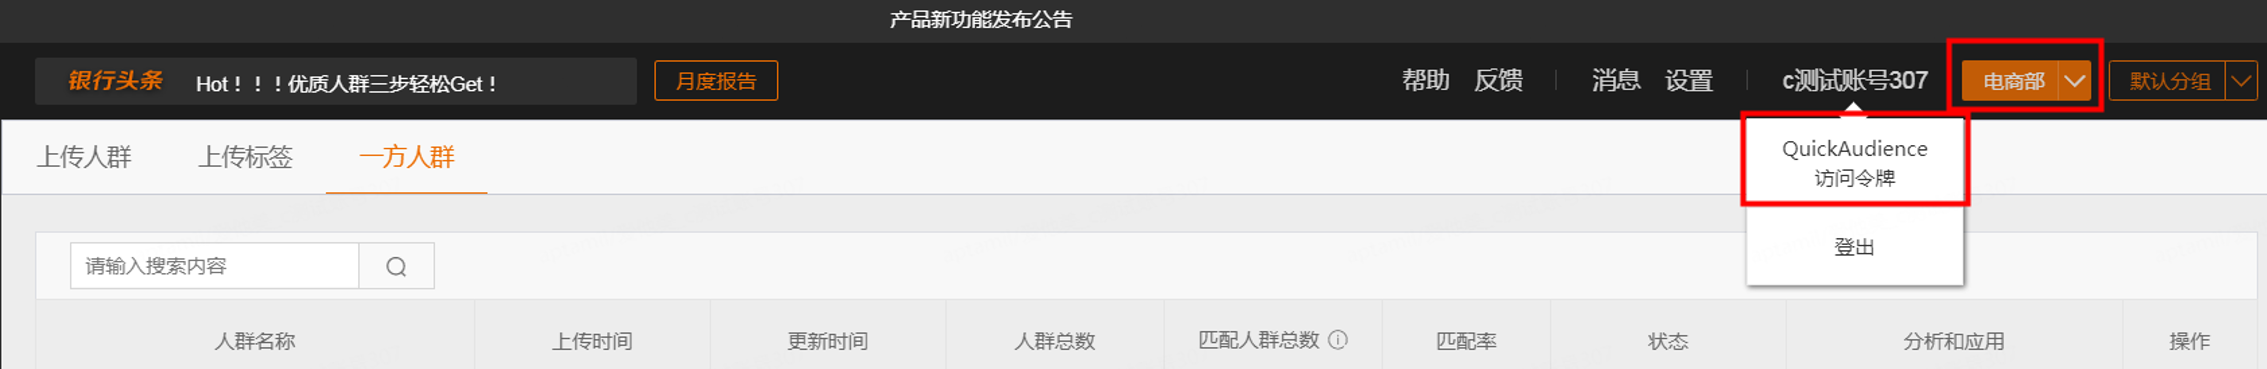 产品新功能发布公告
银行头条 Hot！！！优质人群三步轻松Get！ 月度报告 帮助 反馈 消息 设置 c测试账号307 电商部 默认分组
上传人群 上传标签 一方人群
QuickAudience
访问令牌
登出
请输入搜索内容
人群名称 上传时间 更新时间 人群总数 匹配人群总数 匹配率 状态 分析和应用 操作